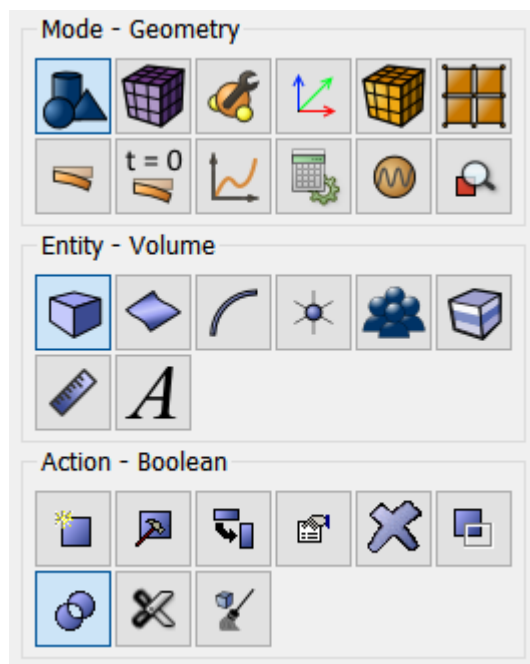 Mode - Geometry
t = 0
Entity - Volume
A
Action - Boolean